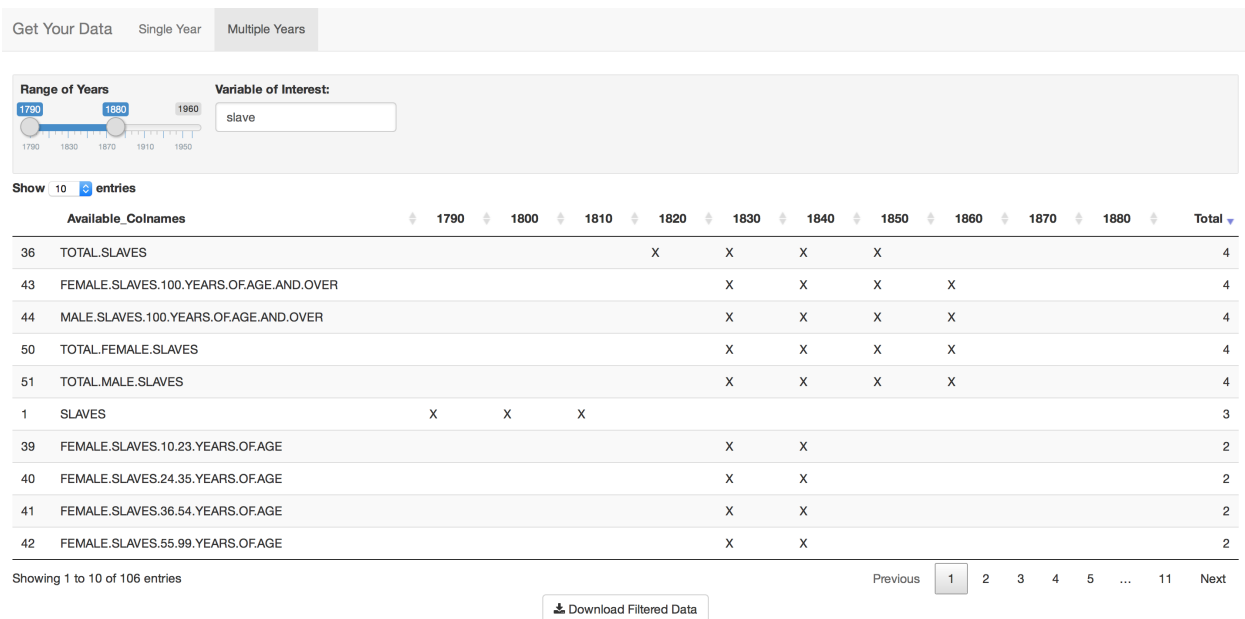 Get Your Data Single Year Multiple Years
Range of Years Variable of Interest:
1790 1880 1960
slave
1790 1830 1870 1910 1950
Show 10 entries
Available_Colnames 1790 1800 1810 1820 1830 1840 1850 1860 1870 1880 Total
36 TOTAL.SLAVES X X X X 4
43 FEMALE.SLAVES.100.YEARS.OF.AGE.AND.OVER X X X X 4
44 MALE.SLAVES.100.YEARS.OF.AGE.AND.OVER X X X X 4
50 TOTAL.FEMALE.SLAVES X X X X 4
51 TOTAL.MALE.SLAVES X X X X 4
1 SLAVES X X X 3
39 FEMALE.SLAVES.10.23.YEARS.OF.AGE X X 2
40 FEMALE.SLAVES.24.35.YEARS.OF.AGE X X 2
41 FEMALE.SLAVES.36.54.YEARS.OF.AGE X X 2
42 FEMALE.SLAVES.55.99.YEARS.OF.AGE X X 2
Showing 1 to 10 of 106 entries Previous 1 2 3 4 5 ... 11 Next
Download Filtered Data